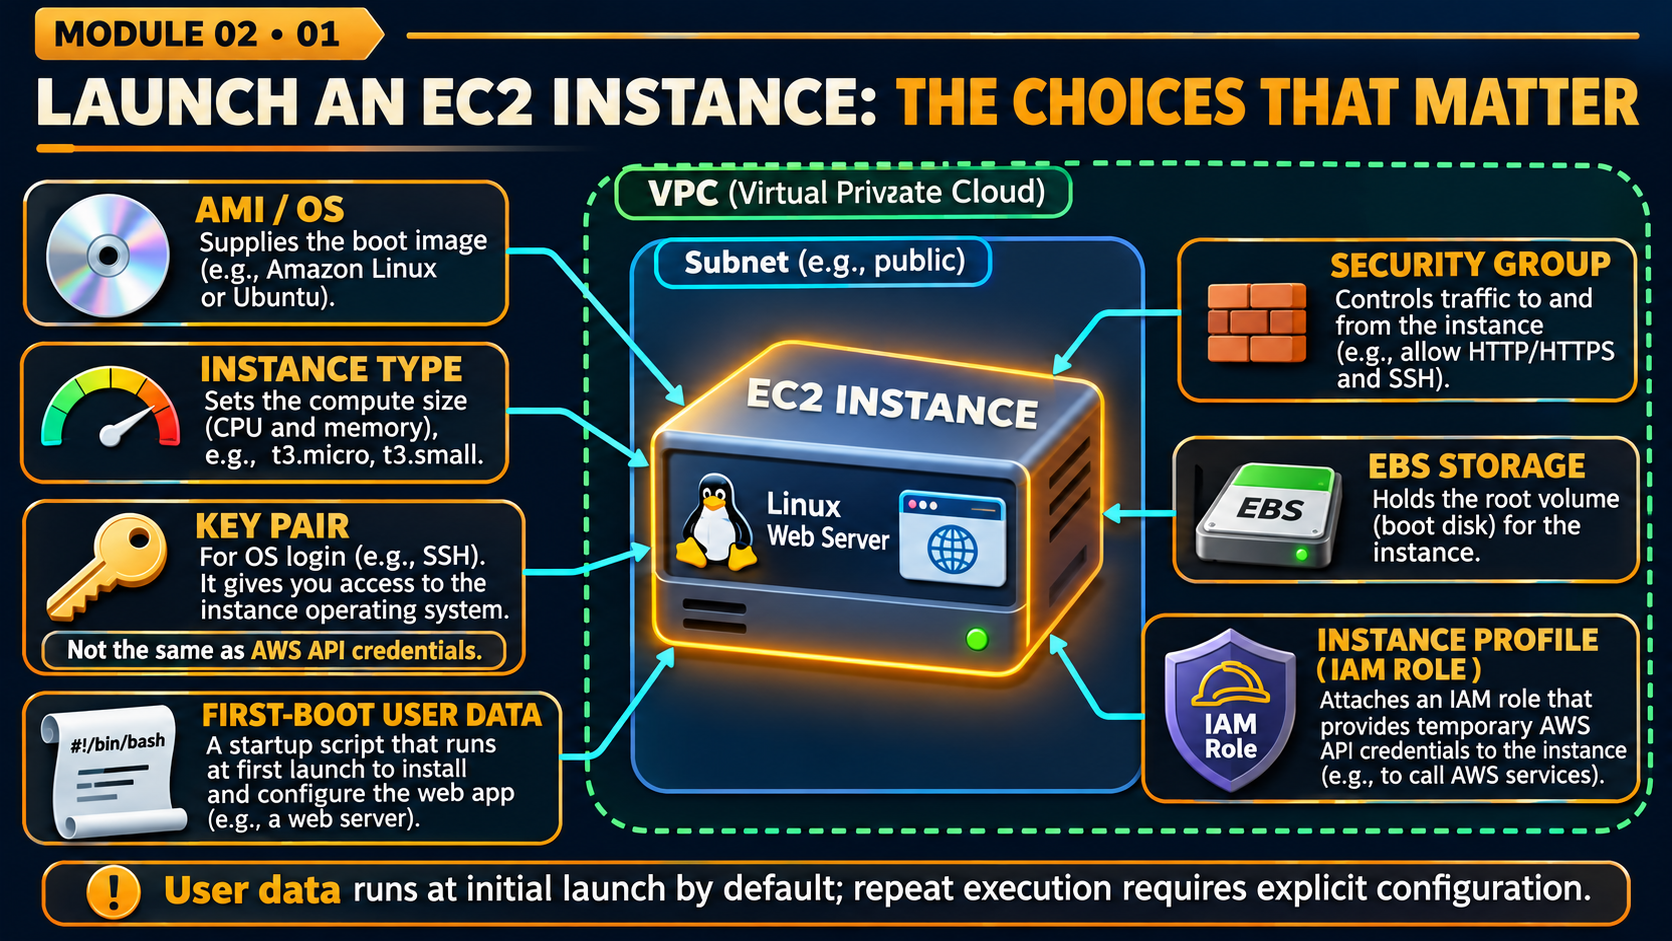 MODULE 02 • 01
LAUNCH AN EC2 INSTANCE: THE CHOICES THAT MATTER
AMI / OS
Supplies the boot image
(e.g., Amazon Linux
or Ubuntu).
INSTANCE TYPE
Sets the compute size
(CPU and memory),
e.g., t3.micro, t3.small.
KEY PAIR
For OS login (e.g., SSH).
It gives you access to the
instance operating system.
Not the same as AWS API credentials.
#!/bin/bash
FIRST-BOOT USER DATA
A startup script that runs
at first launch to install
and configure the web app
(e.g., a web server).
VPC (Virtual Private Cloud)
Subnet (e.g., public)
EC2 INSTANCE
Linux
Web Server
SECURITY GROUP
Controls traffic to and
from the instance
(e.g., allow HTTP/HTTPS
and SSH).
EBS
EBS STORAGE
Holds the root volume
(boot disk) for the
instance.
IAM
Role
INSTANCE PROFILE
(IAM ROLE)
Attaches an IAM role that
provides temporary AWS
API credentials to the instance
(e.g., to call AWS services).
! User data runs at initial launch by default; repeat execution requires explicit configuration.